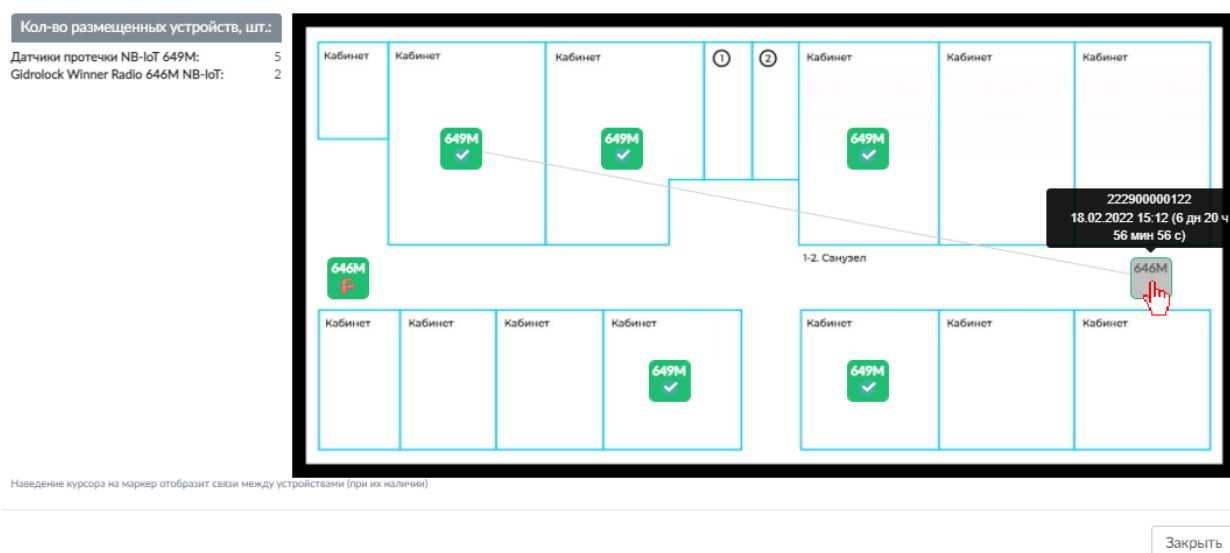 Кол-во размещенных устройств, шт.:
Датчики протечки NB-IoT 649M: 5
Gidrolock Winner Radio 646M NB-IoT: 2
Кабинет Кабинет Кабинет 1 2 Кабинет Кабинет Кабинет
649M 649M 649M
222900000122
18.02.2022 15:12 (6 дн 20 ч
56 мин 56 с)
1-2. Санузел
646M 646M
Кабинет Кабинет Кабинет Кабинет Кабинет Кабинет Кабинет
649M 649M
Наведение курсора на маркер отобразит связи между устройствами (при их наличии)
Закрыть